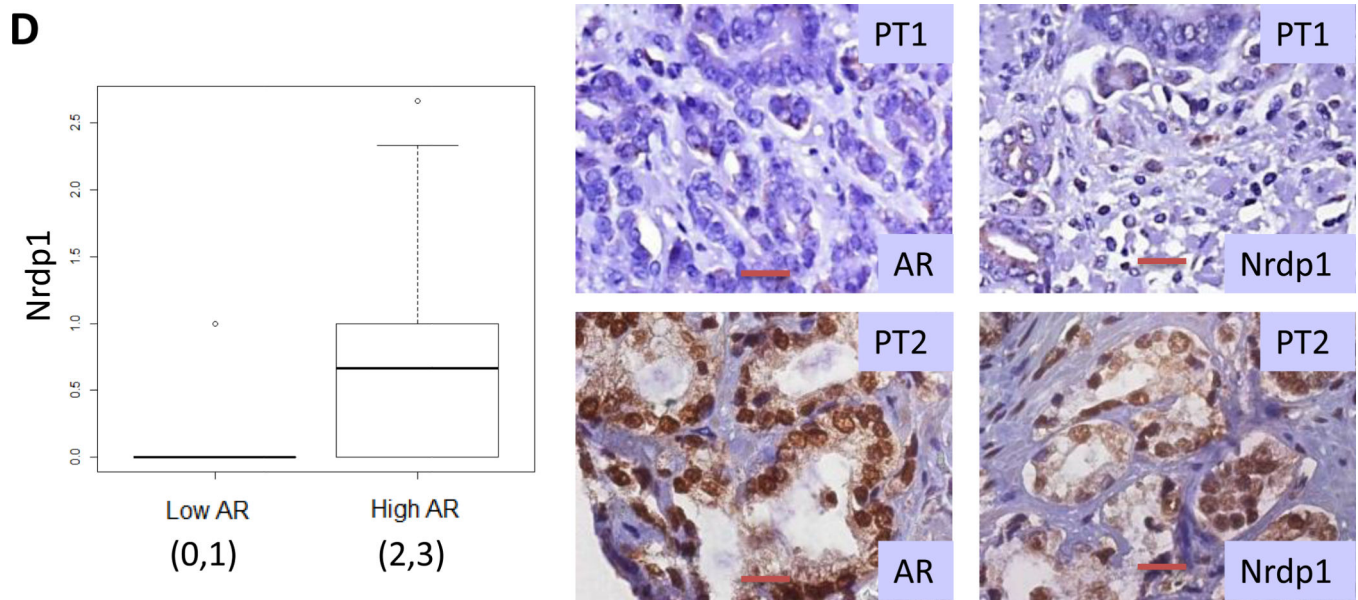 D
Nrdp1
2.5
2.0
1.5
1.0
0.5
0.0
Low AR
High AR
(0,1)
(2,3)
PT1
AR
PT1
Nrdp1
PT2
AR
PT2
Nrdp1